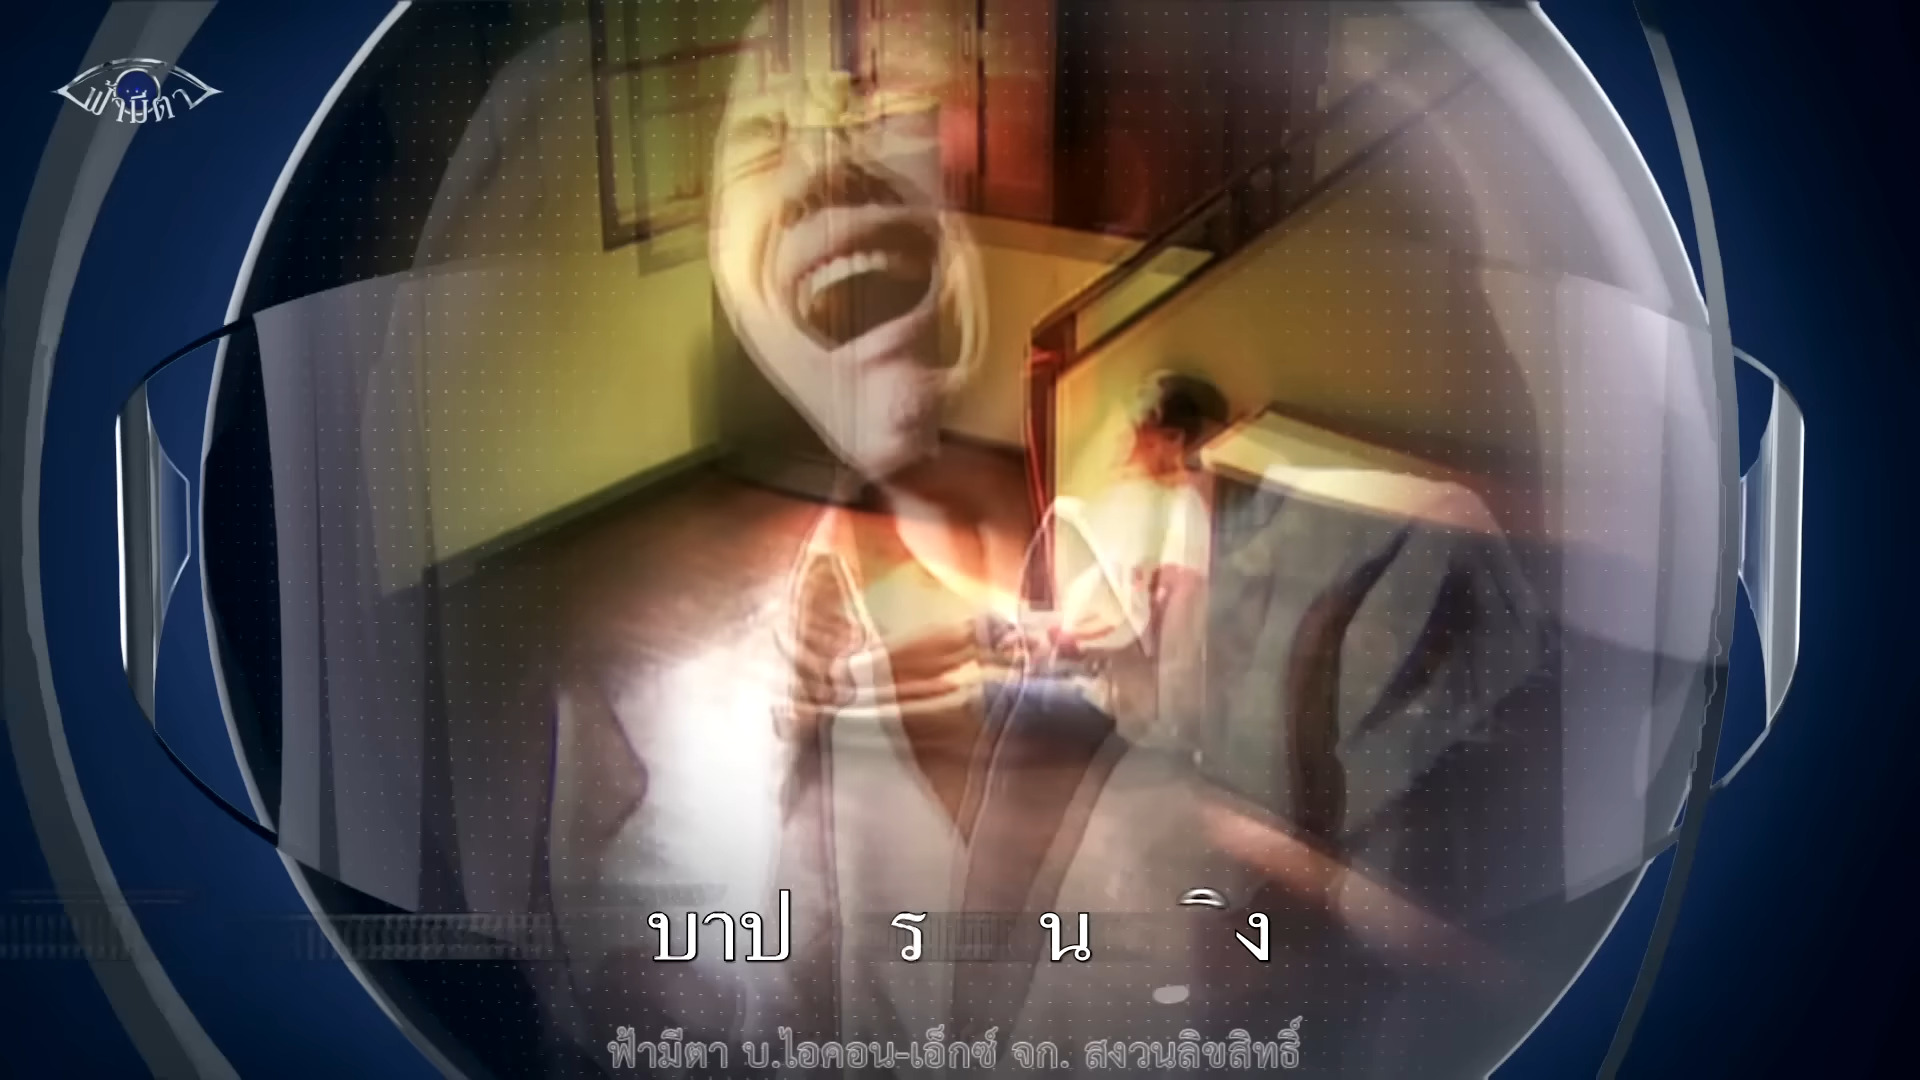 ฟ้ามีตา
บาป ร น ิง
ฟ้ามีตา บ.ไอคอน-เอ็กซ์ จก. สงวนลิขสิทธิ์